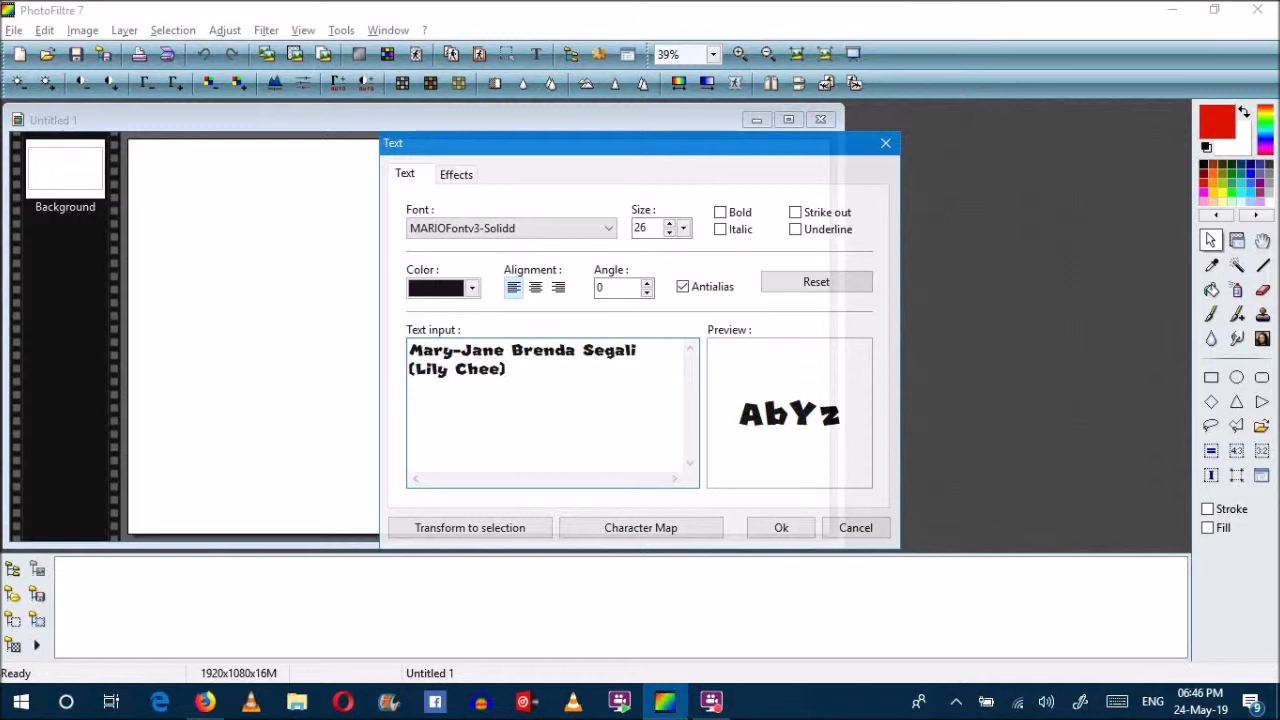 PhotoFiltre 7
File Edit Image Layer Selection Adjust Filter View Tools Window ?
39%
Untitled 1
Background
Text
Text Effects
Font :
MARIOFontv3-Solidd
Size :
26
Bold
Strike out
Italic
Underline
Color :
Alignment :
Angle :
0
Antialias
Reset
Text input :
Mary-Jane Brenda Segali
(Lily Chee)
Preview :
AbYz
Transform to selection
Character Map
Ok
Cancel
Stroke
Fill
Ready
1920x1080x16M
Untitled 1
ENG
06:46 PM
24-May-19
9